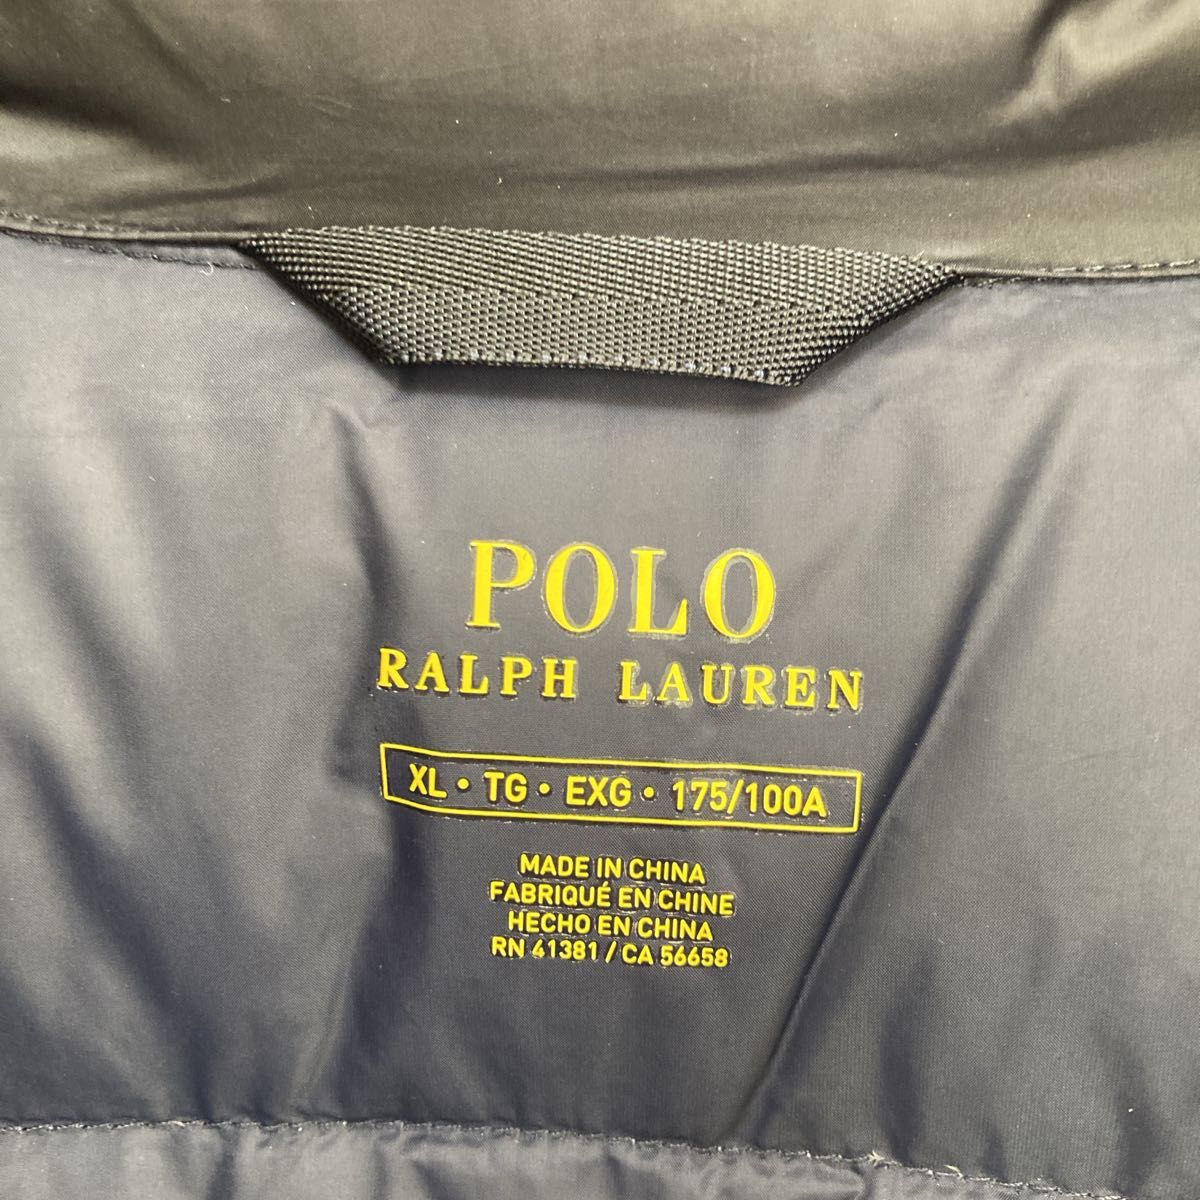 POLO
RALPH LAUREN
XL • TG • EXG • 175/100A
MADE IN CHINA
FABRIQUÉ EN CHINE
HECHO EN CHINA
RN 41381 / CA 56658